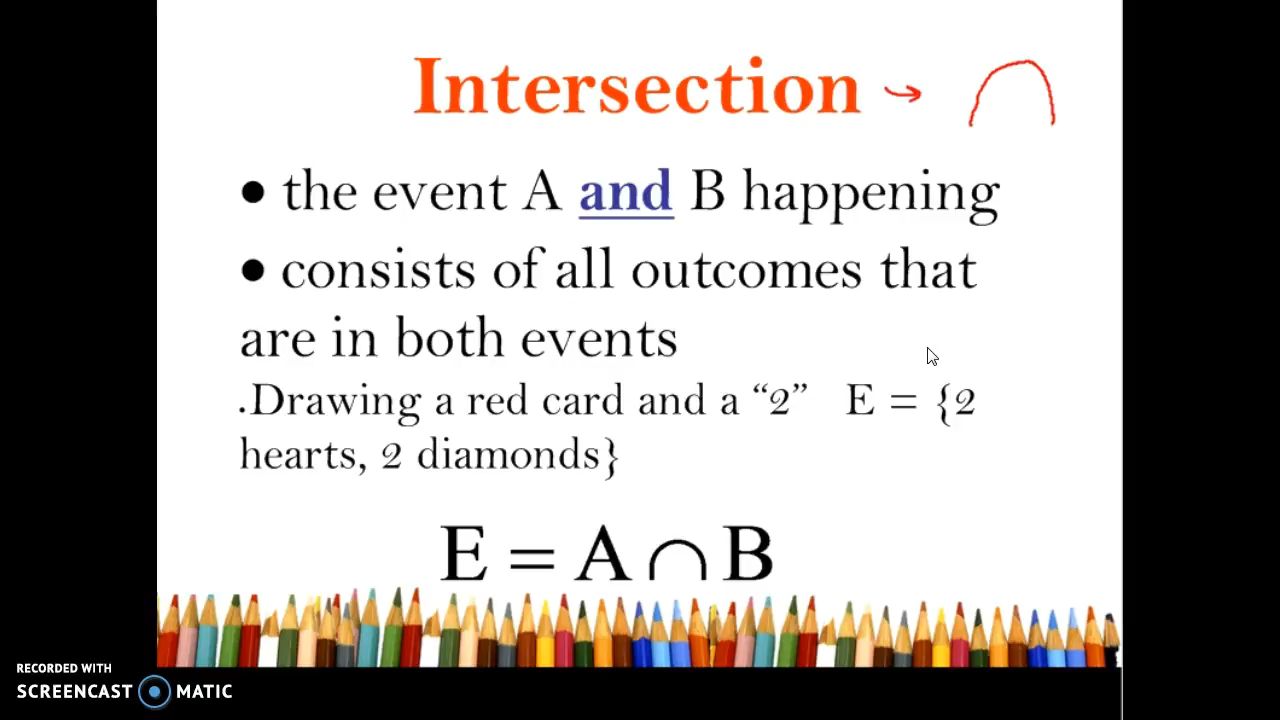 Intersection → ∩
• the event A and B happening
• consists of all outcomes that
are in both events
.Drawing a red card and a “2” E = {2
hearts, 2 diamonds}
E = A ∩ B
RECORDED WITH
SCREENCAST MATIC